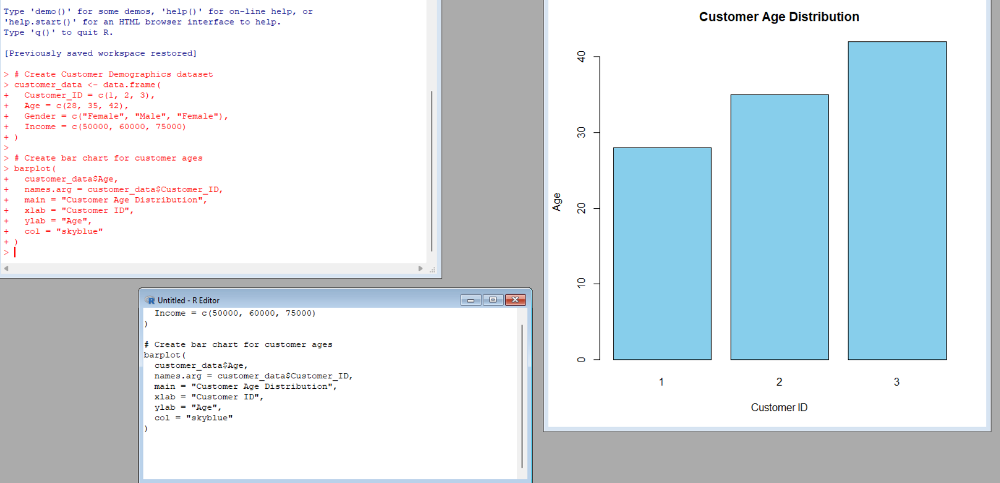 Type 'demo()' for some demos, 'help()' for on-line help, or
'help.start()' for an HTML browser interface to help.
Type 'q()' to quit R.
[Previously saved workspace restored]
> # Create Customer Demographics dataset
> customer_data <- data.frame(
+   Customer_ID = c(1, 2, 3),
+   Age = c(28, 35, 42),
+   Gender = c("Female", "Male", "Female"),
+   Income = c(50000, 60000, 75000)
+ )
>
> # Create bar chart for customer ages
> barplot(
+   customer_data$Age,
+   names.arg = customer_data$Customer_ID,
+   main = "Customer Age Distribution",
+   xlab = "Customer ID",
+   ylab = "Age",
+   col = "skyblue"
+ )
>
Untitled - R Editor
  Income = c(50000, 60000, 75000)
)
# Create bar chart for customer ages
barplot(
  customer_data$Age,
  names.arg = customer_data$Customer_ID,
  main = "Customer Age Distribution",
  xlab = "Customer ID",
  ylab = "Age",
  col = "skyblue"
)
Customer Age Distribution
Age
40
30
20
10
0
1 2 3
Customer ID